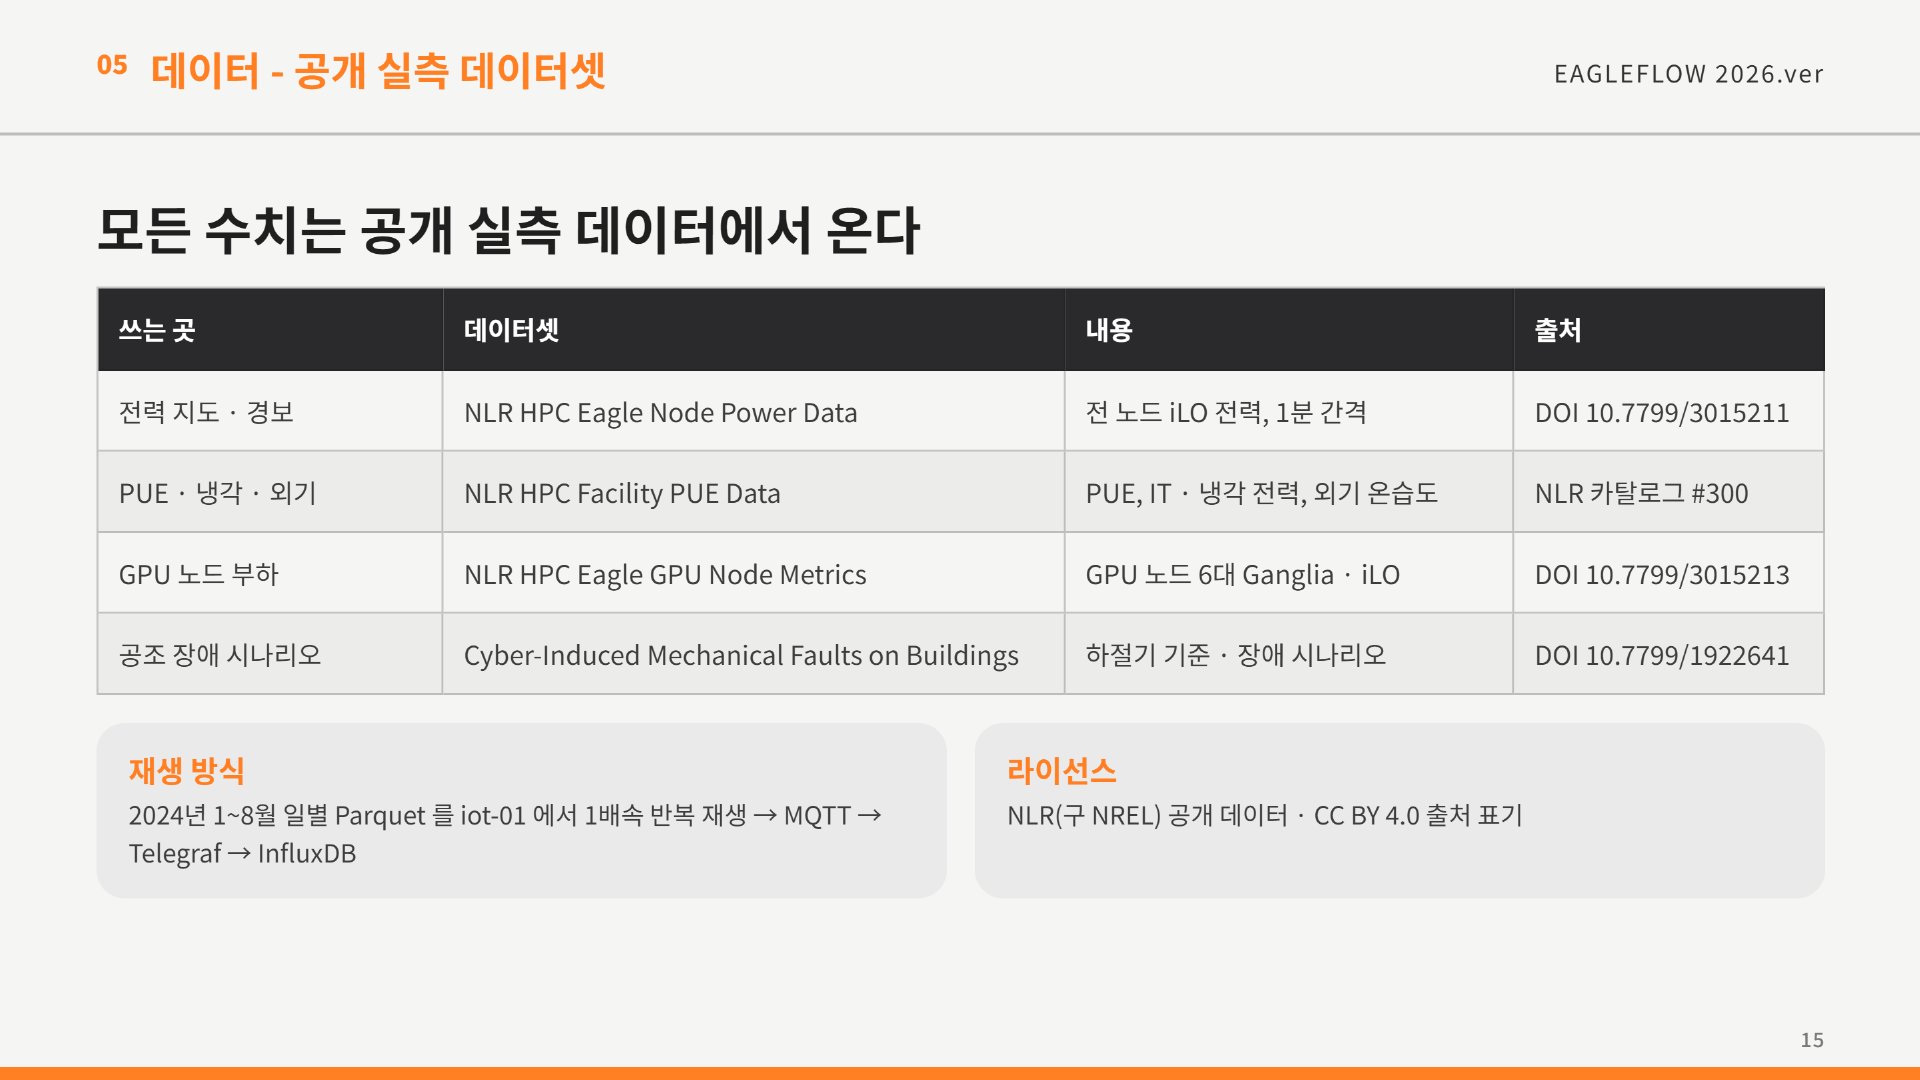 05 데이터 - 공개 실측 데이터셋
EAGLEFLOW 2026.ver
모든 수치는 공개 실측 데이터에서 온다
쓰는 곳 데이터셋 내용 출처
전력 지도 · 경보 NLR HPC Eagle Node Power Data 전 노드 iLO 전력, 1분 간격 DOI 10.7799/3015211
PUE · 냉각 · 외기 NLR HPC Facility PUE Data PUE, IT · 냉각 전력, 외기 온습도 NLR 카탈로그 #300
GPU 노드 부하 NLR HPC Eagle GPU Node Metrics GPU 노드 6대 Ganglia · iLO DOI 10.7799/3015213
공조 장애 시나리오 Cyber-Induced Mechanical Faults on Buildings 하절기 기준 · 장애 시나리오 DOI 10.7799/1922641
재생 방식
2024년 1~8월 일별 Parquet 를 iot-01 에서 1배속 반복 재생 → MQTT →
Telegraf → InfluxDB
라이선스
NLR(구 NREL) 공개 데이터 · CC BY 4.0 출처 표기
15